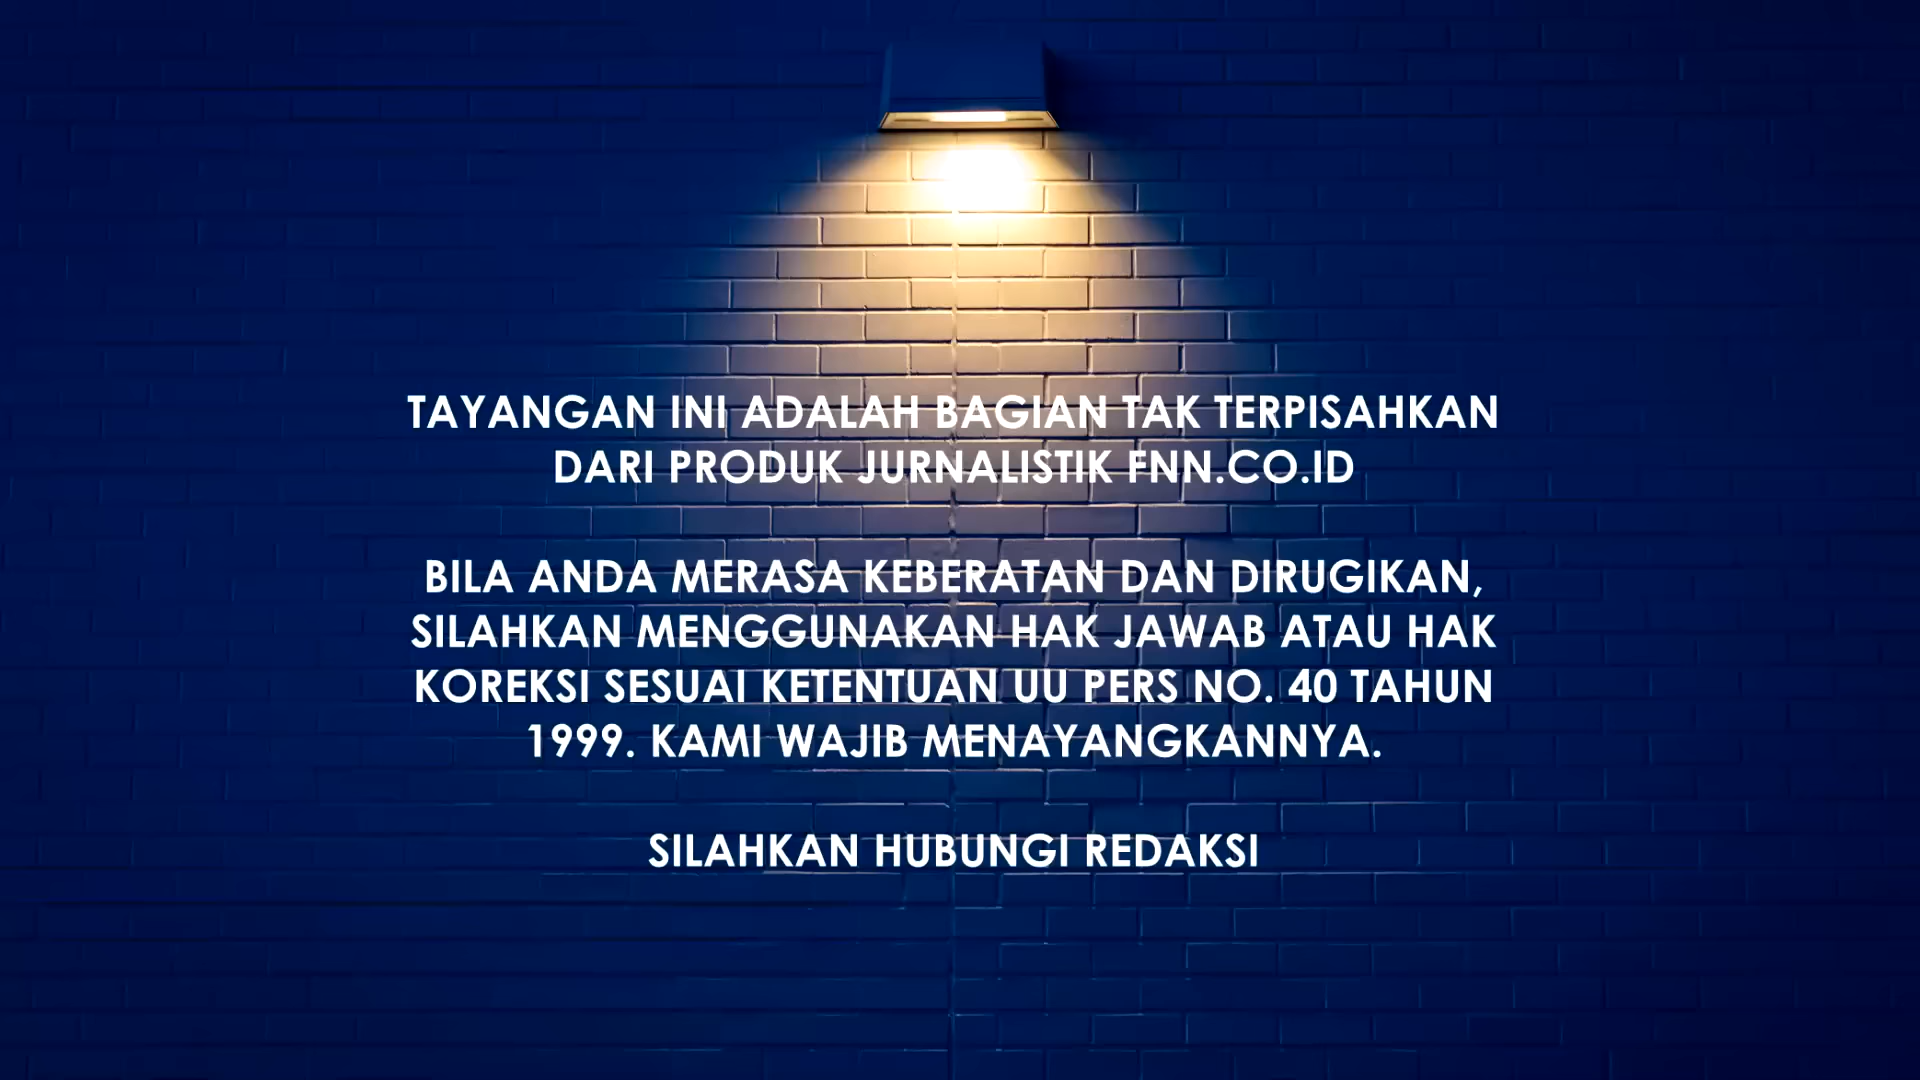 TAYANGAN INI ADALAH BAGIAN TAK TERPISAHKAN
DARI PRODUK JURNALISTIK FNN.CO.ID
BILA ANDA MERASA KEBERATAN DAN DIRUGIKAN,
SILAHKAN MENGGUNAKAN HAK JAWAB ATAU HAK
KOREKSI SESUAI KETENTUAN UU PERS NO. 40 TAHUN
1999. KAMI WAJIB MENAYANGKANNYA.
SILAHKAN HUBUNGI REDAKSI